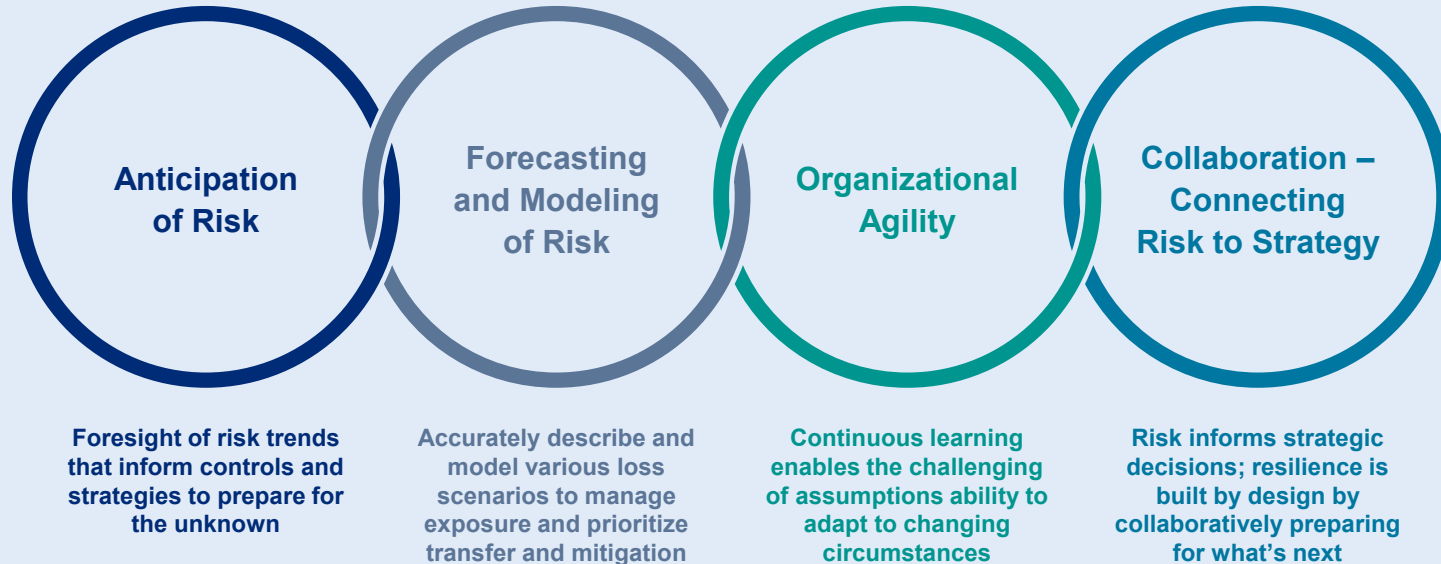 Anticipation
of Risk
Forecasting
and Modeling
of Risk
Organizational
Agility
Collaboration –
Connecting
Risk to Strategy
Foresight of risk trends
that inform controls and
strategies to prepare for
the unknown
Accurately describe and
model various loss
scenarios to manage
exposure and prioritize
transfer and mitigation
Continuous learning
enables the challenging
of assumptions ability to
adapt to changing
circumstances
Risk informs strategic
decisions; resilience is
built by design by
collaboratively preparing
for what’s next